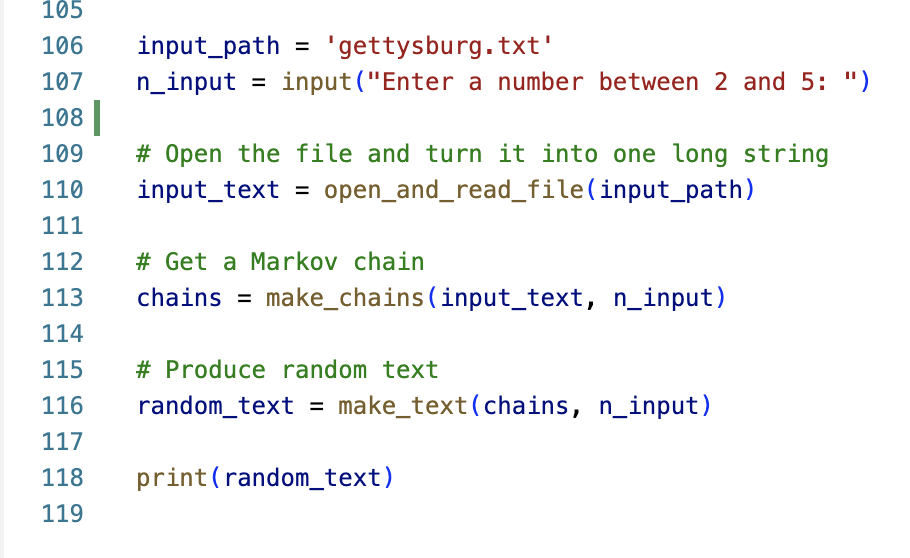 105
106 input_path = 'gettysburg.txt'
107 n_input = input("Enter a number between 2 and 5: ")
108
109 # Open the file and turn it into one long string
110 input_text = open_and_read_file(input_path)
111
112 # Get a Markov chain
113 chains = make_chains(input_text, n_input)
114
115 # Produce random text
116 random_text = make_text(chains, n_input)
117
118 print(random_text)
119